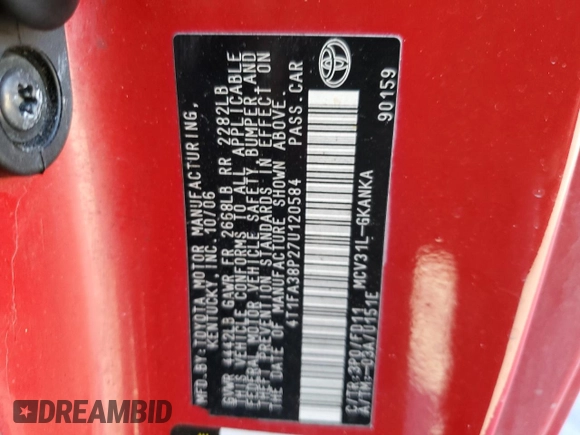 MFD. BY: TOYOTA MOTOR MANUFACTURING,
KENTUCKY, INC. 10/06
GVWR 4442LB GAWR FR 2668LB RR 2282LB
THIS VEHICLE CONFORMS TO ALL APPLICABLE
FEDERAL MOTOR VEHICLE SAFETY, BUMPER, AND
THEFT PREVENTION STANDARDS IN EFFECT ON
THE DATE OF MANUFACTURE SHOWN ABOVE.
4T1FA38P27U120584 PASS. CAR
C/TR: 3P0/FD11 MCV31L-GKANKA
A/TM: -03A/U151E
90159
DREAMBID